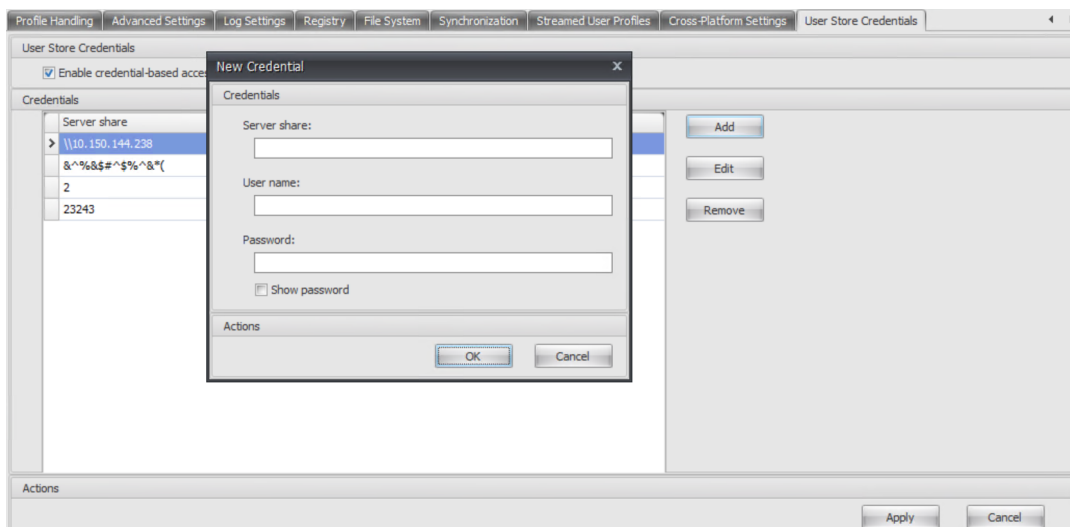 Profile Handling Advanced Settings Log Settings Registry File System Synchronization Streamed User Profiles Cross-Platform Settings User Store Credentials
User Store Credentials
Enable credential-based
New Credential x
Credentials
Credentials
Server share
Server share:
Add
\\10.150.144.238
&^%&$#^$%^&*(
Edit
2
User name:
23243
Remove
Password:
Show password
Actions
OK Cancel
Actions
Apply Cancel